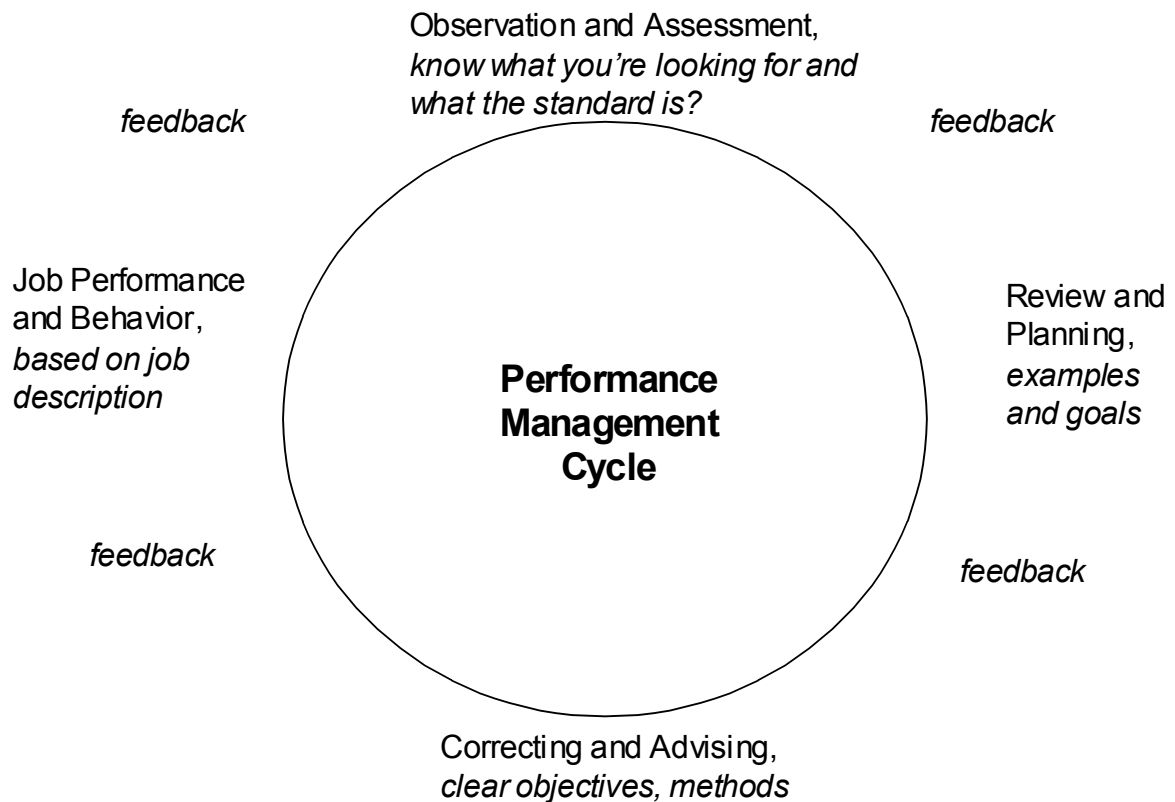 Observation and Assessment,
know what you're looking for and
what the standard is?
feedback
feedback
Job Performance
and Behavior,
based on job
description
Review and
Planning,
examples
and goals
Performance
Management
Cycle
feedback
feedback
Correcting and Advising,
clear objectives, methods